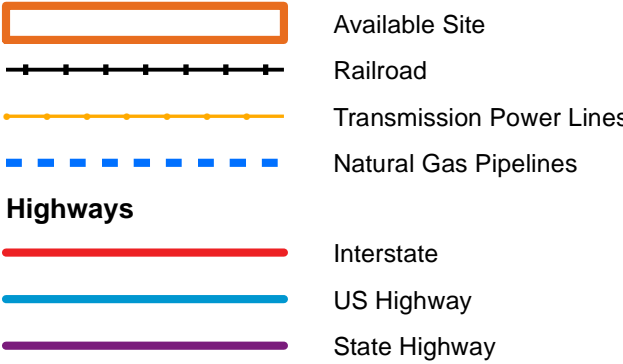 Available Site
Railroad
Transmission Power Lines
Natural Gas Pipelines
Highways
Interstate
US Highway
State Highway